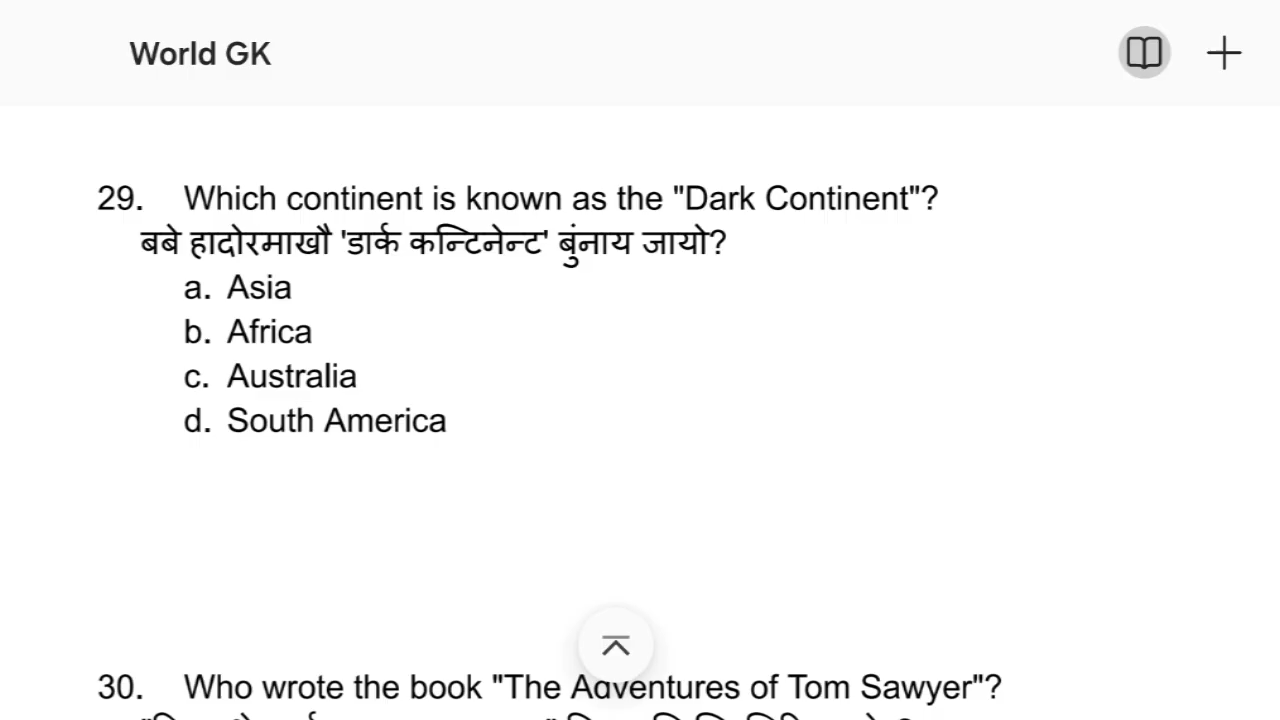 World GK
29. Which continent is known as the "Dark Continent"?
बबे हादोरमाखौ 'डार्क कन्टिनेन्ट' बुंनाय जायो?
a. Asia
b. Africa
c. Australia
d. South America
30. Who wrote the book "The Adventures of Tom Sawyer"?